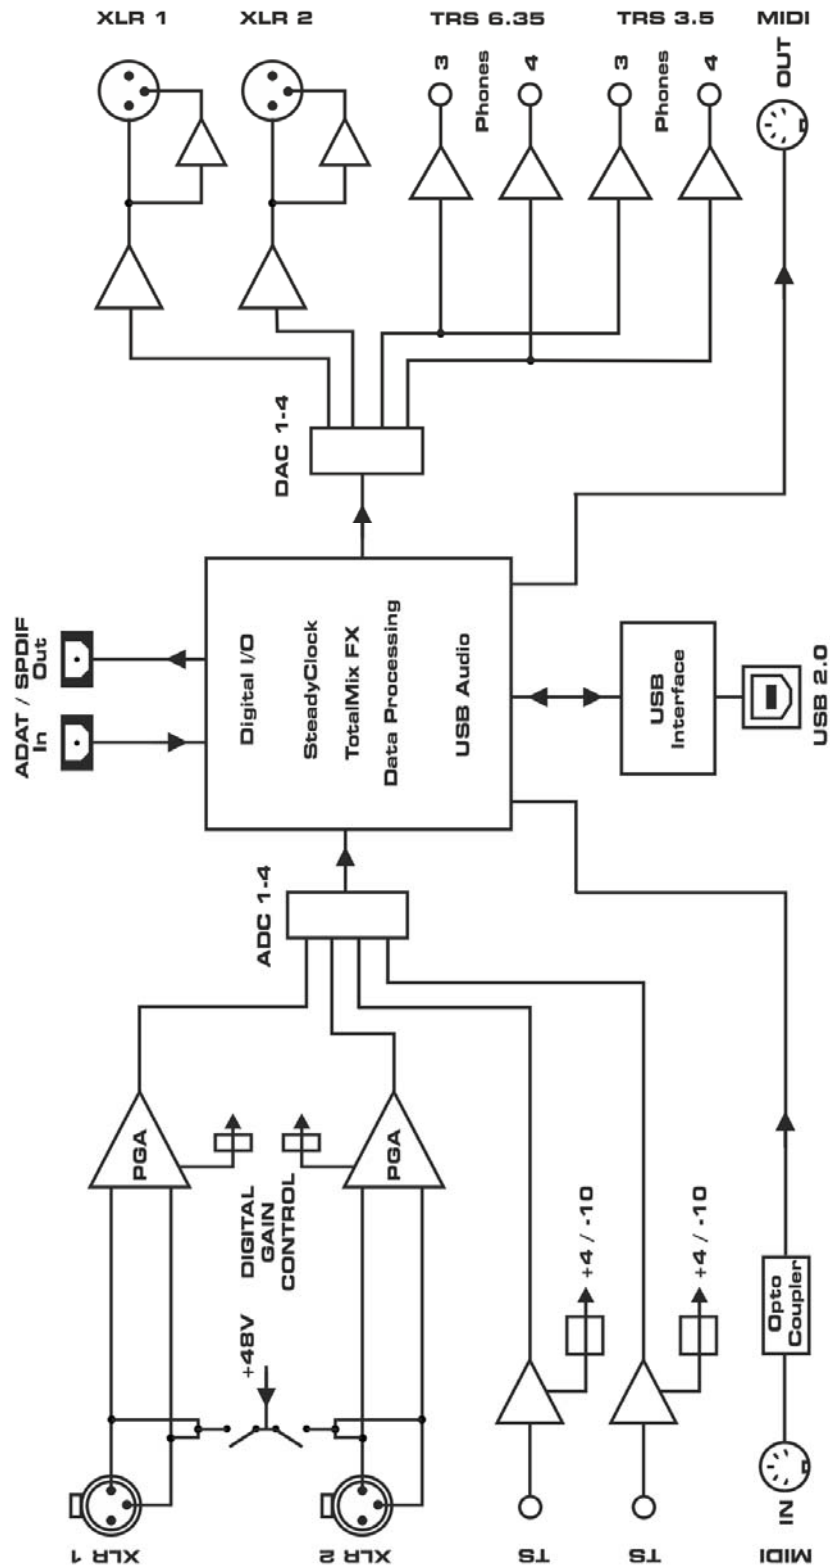 XLR 1
XLR 2
TRS 6.35
TRS 3.5
MIDI
3
Phones
4
3
Phones
4
OUT
DAC 1-4
ADAT / SPDIF
In
Out
Digital I/O
SteadyClock
TotalMix FX
Data Processing
USB Audio
USB
Interface
USB 2.0
ADC 1-4
PGA
PGA
DIGITAL
GAIN
CONTROL
+48V
+4 / -10
+4 / -10
Opto
Coupler
IN
XLR 1
XLR 2
TS
TS
MIDI